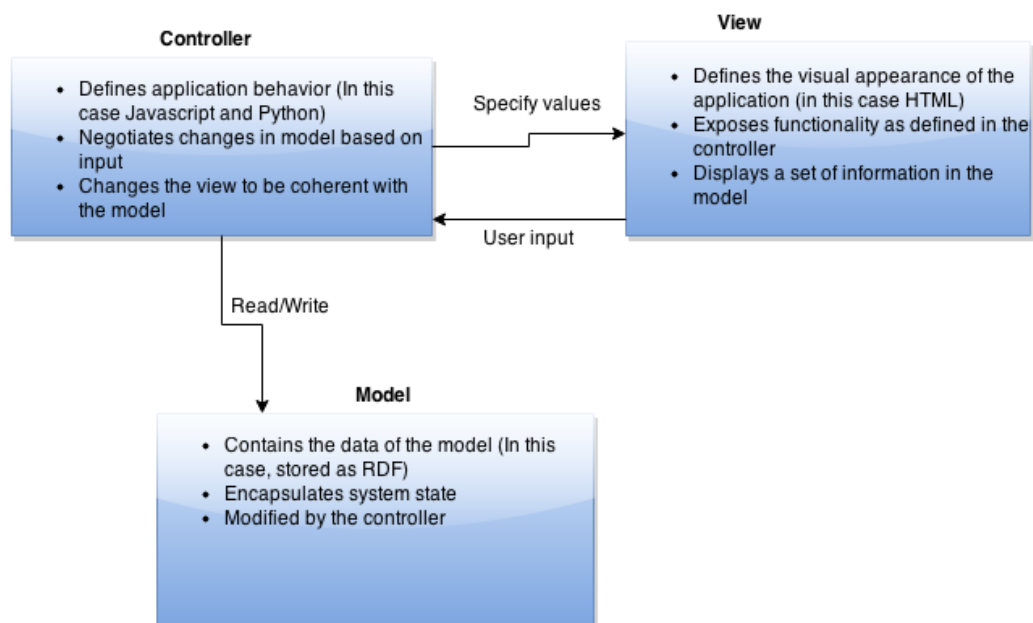 Controller
• Defines application behavior (In this
case Javascript and Python)
• Negotiates changes in model based on
input
• Changes the view to be coherent with
the model
Specify values
User input
View
• Defines the visual appearance of the
application (in this case HTML)
• Exposes functionality as defined in the
controller
• Displays a set of information in the
model
Read/Write
Model
• Contains the data of the model (In this
case, stored as RDF)
• Encapsulates system state
• Modified by the controller